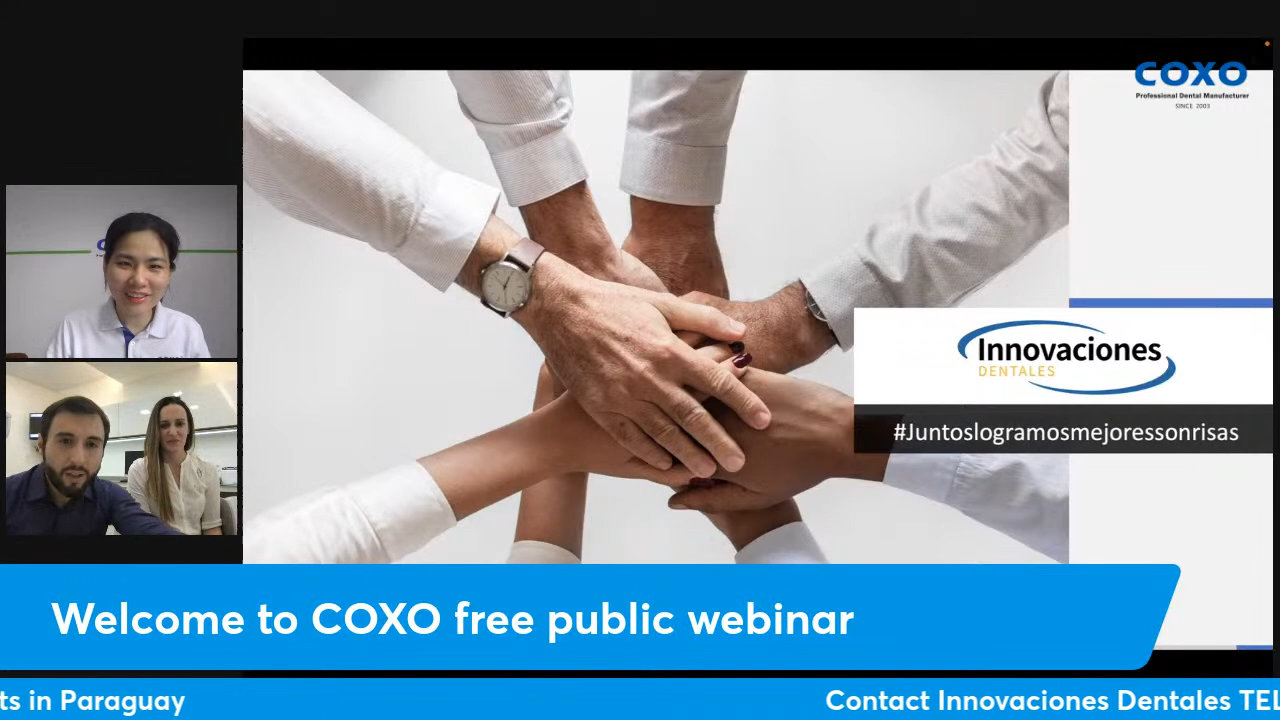 COXO
Professional Dental Manufacturer
SINCE 2003
Innovaciones
DENTALES
#Juntoslogramosmejoressonrisas
Welcome to COXO free public webinar
ts in Paraguay
Contact Innovaciones Dentales TEL